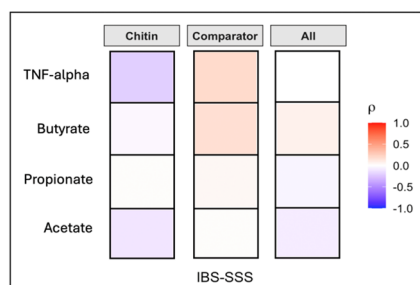 Chitin Comparator All
TNF-alpha
Butyrate
Propionate
Acetate
ρ
1.0
0.5
0.0
-0.5
-1.0
IBS-SSS